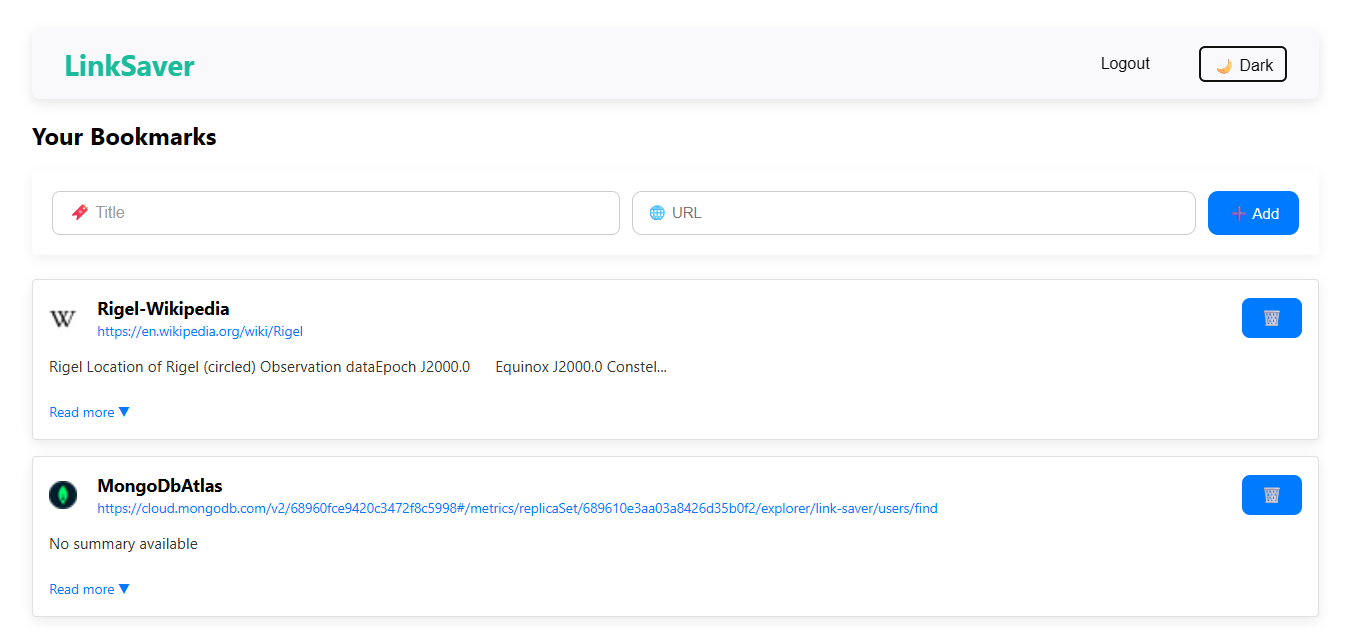 LinkSaver
Logout
🌙 Dark
Your Bookmarks
Title
🌐 URL
➕ Add
W
Rigel-Wikipedia
https://en.wikipedia.org/wiki/Rigel
Rigel Location of Rigel (circled) Observation dataEpoch J2000.0 Equinox J2000.0 Constel...
Read more ▼
MongoDbAtlas
https://cloud.mongodb.com/v2/68960fce9420c3472f8c5998#/metrics/replicaSet/689610e3aa03a8426d35b0f2/explorer/link-saver/users/find
No summary available
Read more ▼